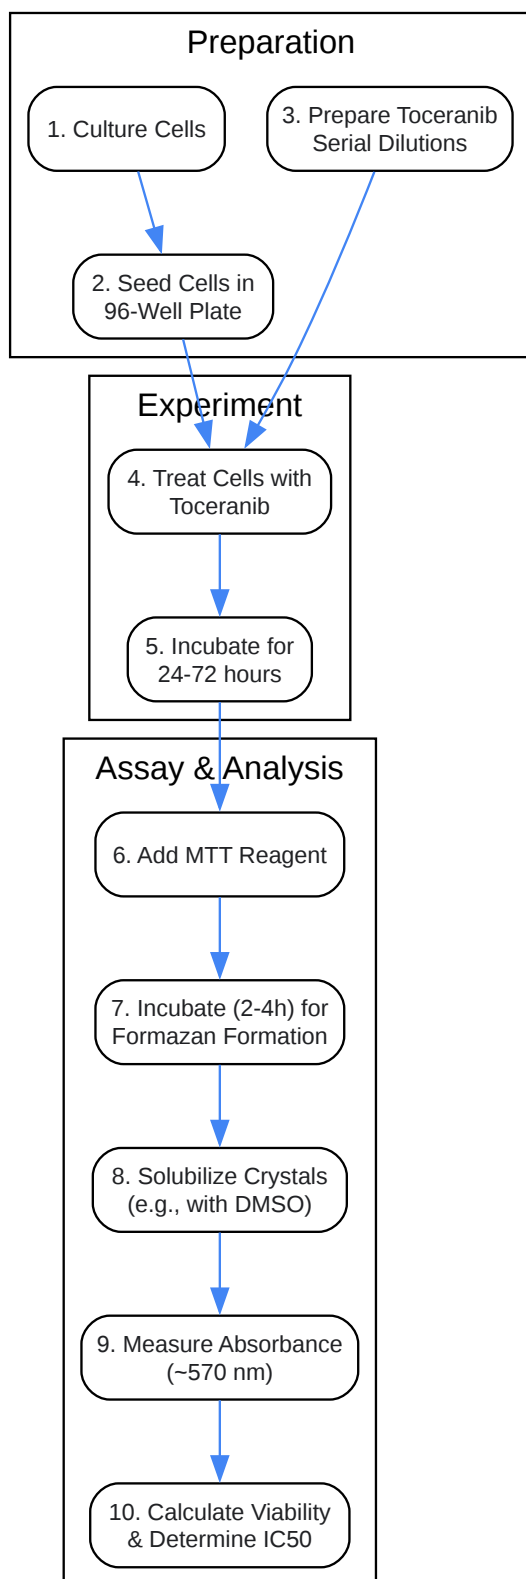 Preparation
1. Culture Cells
3. Prepare Toceranib
Serial Dilutions
2. Seed Cells in
96-Well Plate
Experiment
4. Treat Cells with
Toceranib
5. Incubate for
24-72 hours
Assay & Analysis
6. Add MTT Reagent
7. Incubate (2-4h) for
Formazan Formation
8. Solubilize Crystals
(e.g., with DMSO)
9. Measure Absorbance
(~570 nm)
10. Calculate Viability
& Determine IC50